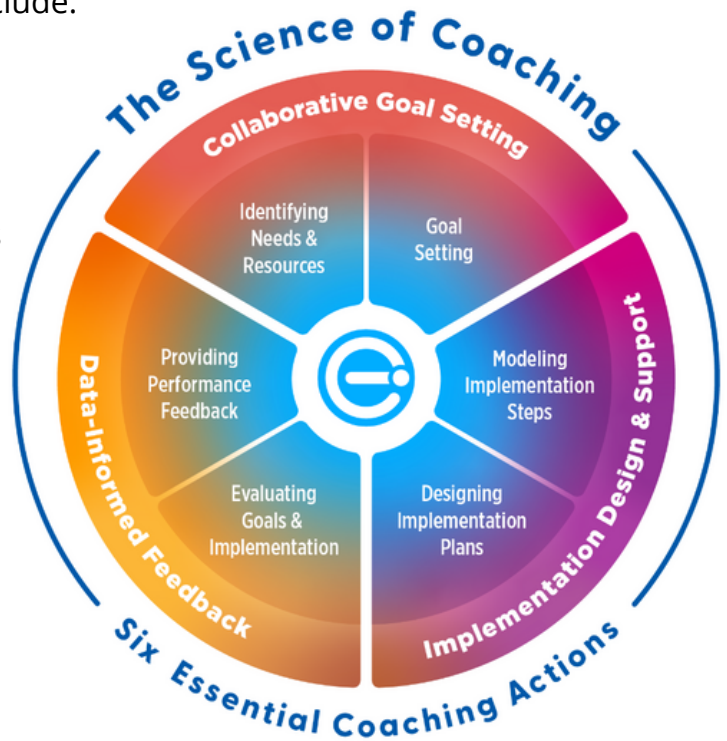 clude:
The Science of Coaching
Collaborative Goal Setting
Identifying
Needs &
Resources
Goal
Setting
Modeling
Implementation
Steps
Designing
Implementation
Plans
Implementation Design & Support
Evaluating
Goals &
Implementation
Providing
Performance
Feedback
Data-Informed Feedback
Six Essential Coaching Actions